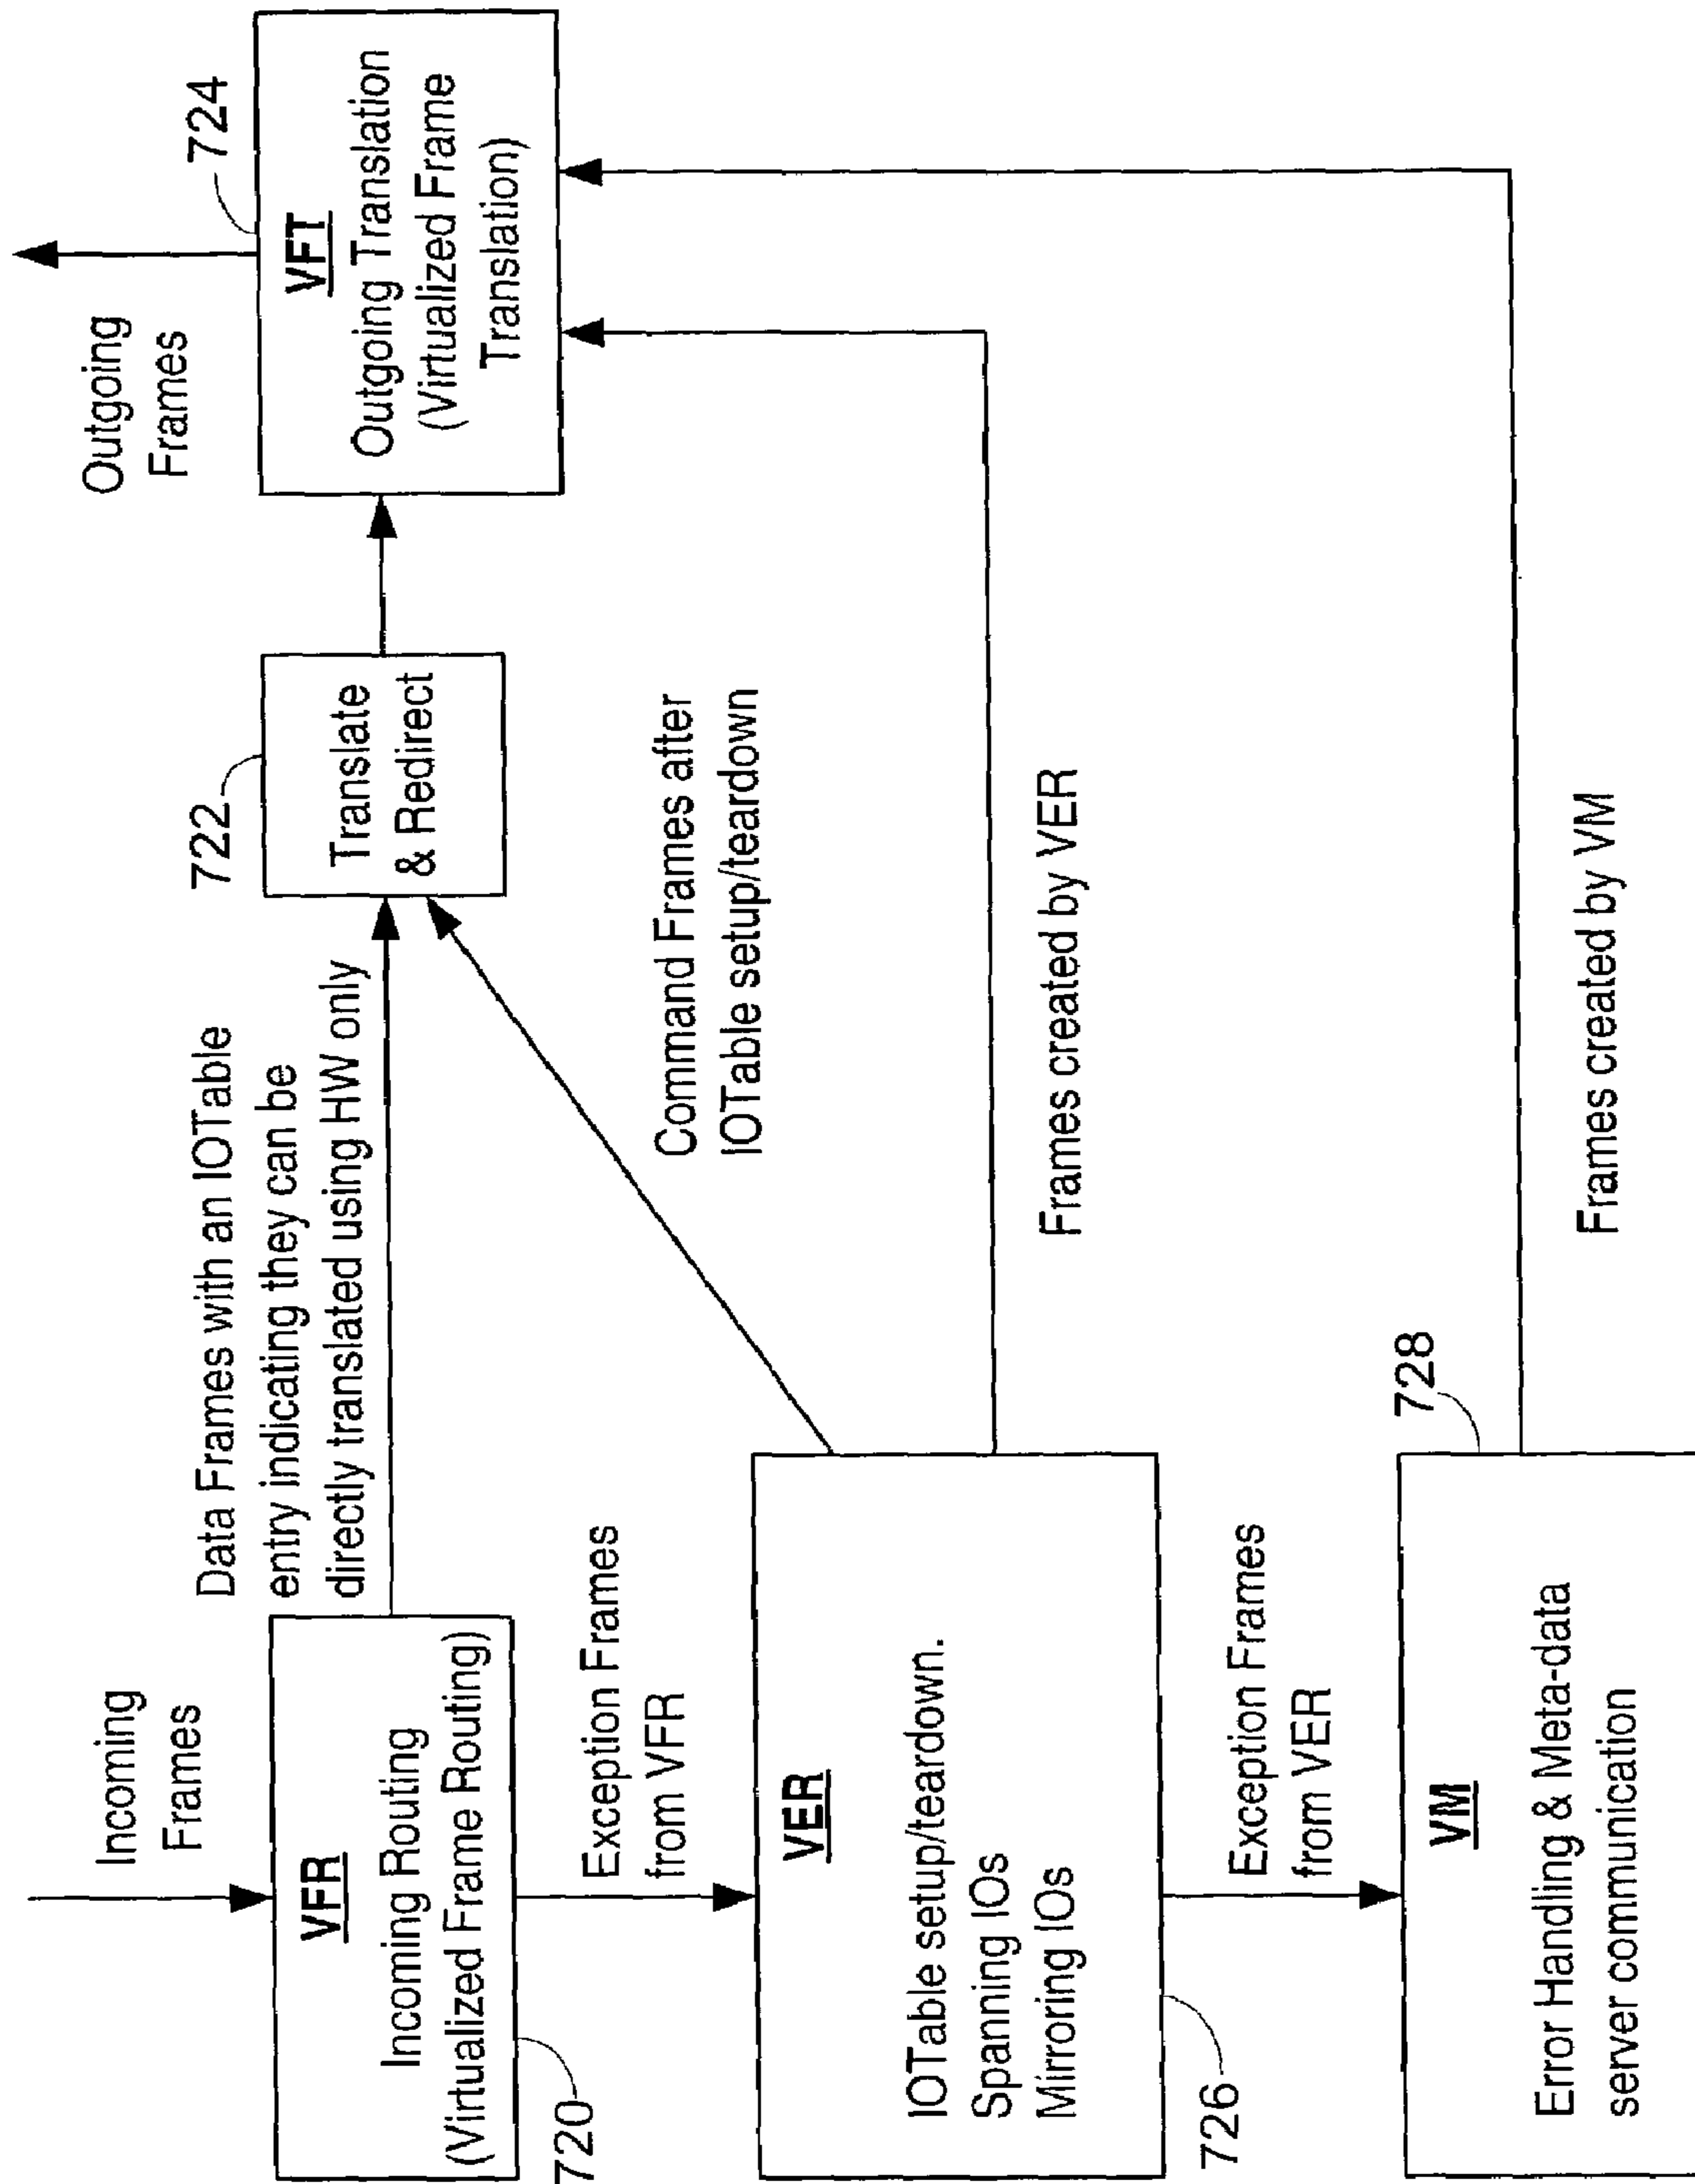 Incoming
Frames
VFR
Incoming Routing
(Virtualized Frame Routing)
720
Data Frames with an IOTable
entry indicating they can be
directly translated using HW only
722
Translate
& Redirect
Outgoing
Frames
724
VFT
Outgoing Translation
(Virtualized Frame
Translation)
Exception Frames
from VFR
Command Frames after
IOTable setup/teardown
VER
IOTable setup/teardown.
Spanning IOs
Mirroring IOs
726
Frames created by VER
Exception Frames
from VER
728
VM
Error Handling & Meta-data
server communication
Frames created by VM